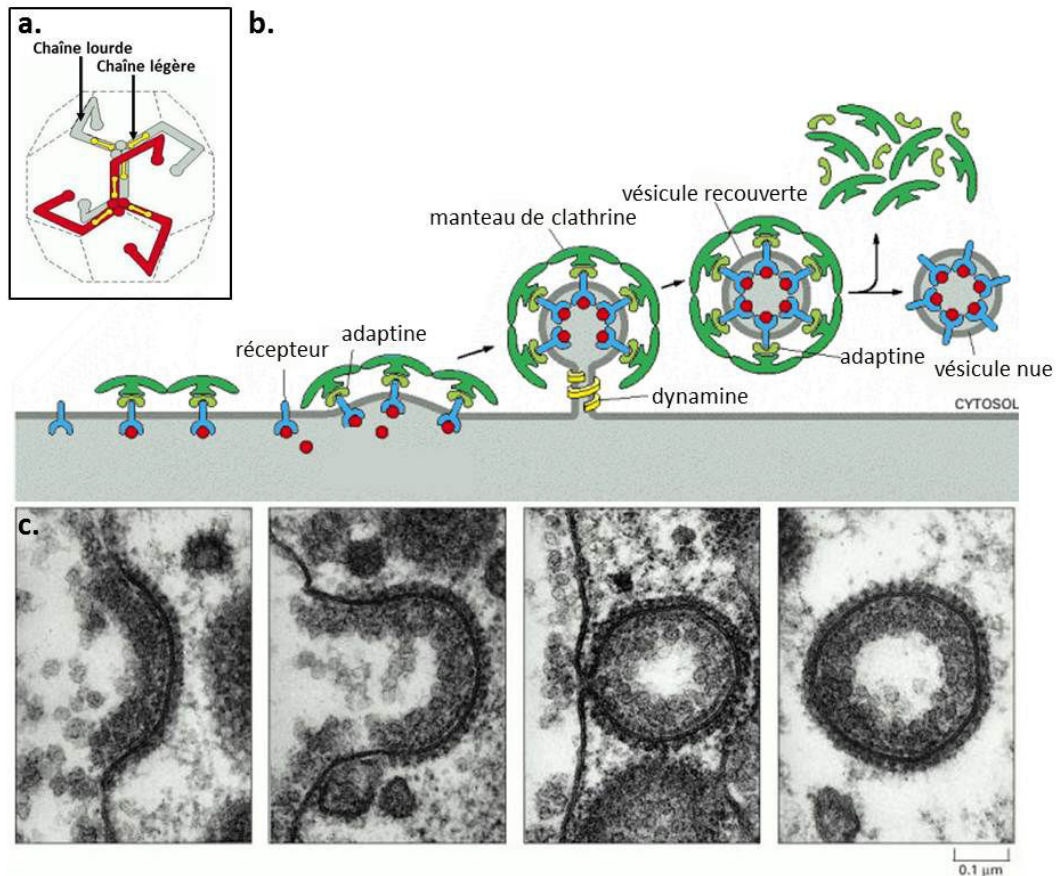 a.
Chaîne lourde
Chaîne légère
b.
vésicule recouverte
manteau de clathrine
adaptine
récepteur
adaptine
vésicule nue
dynamine
CYTOSOL
c.
0.1 µm